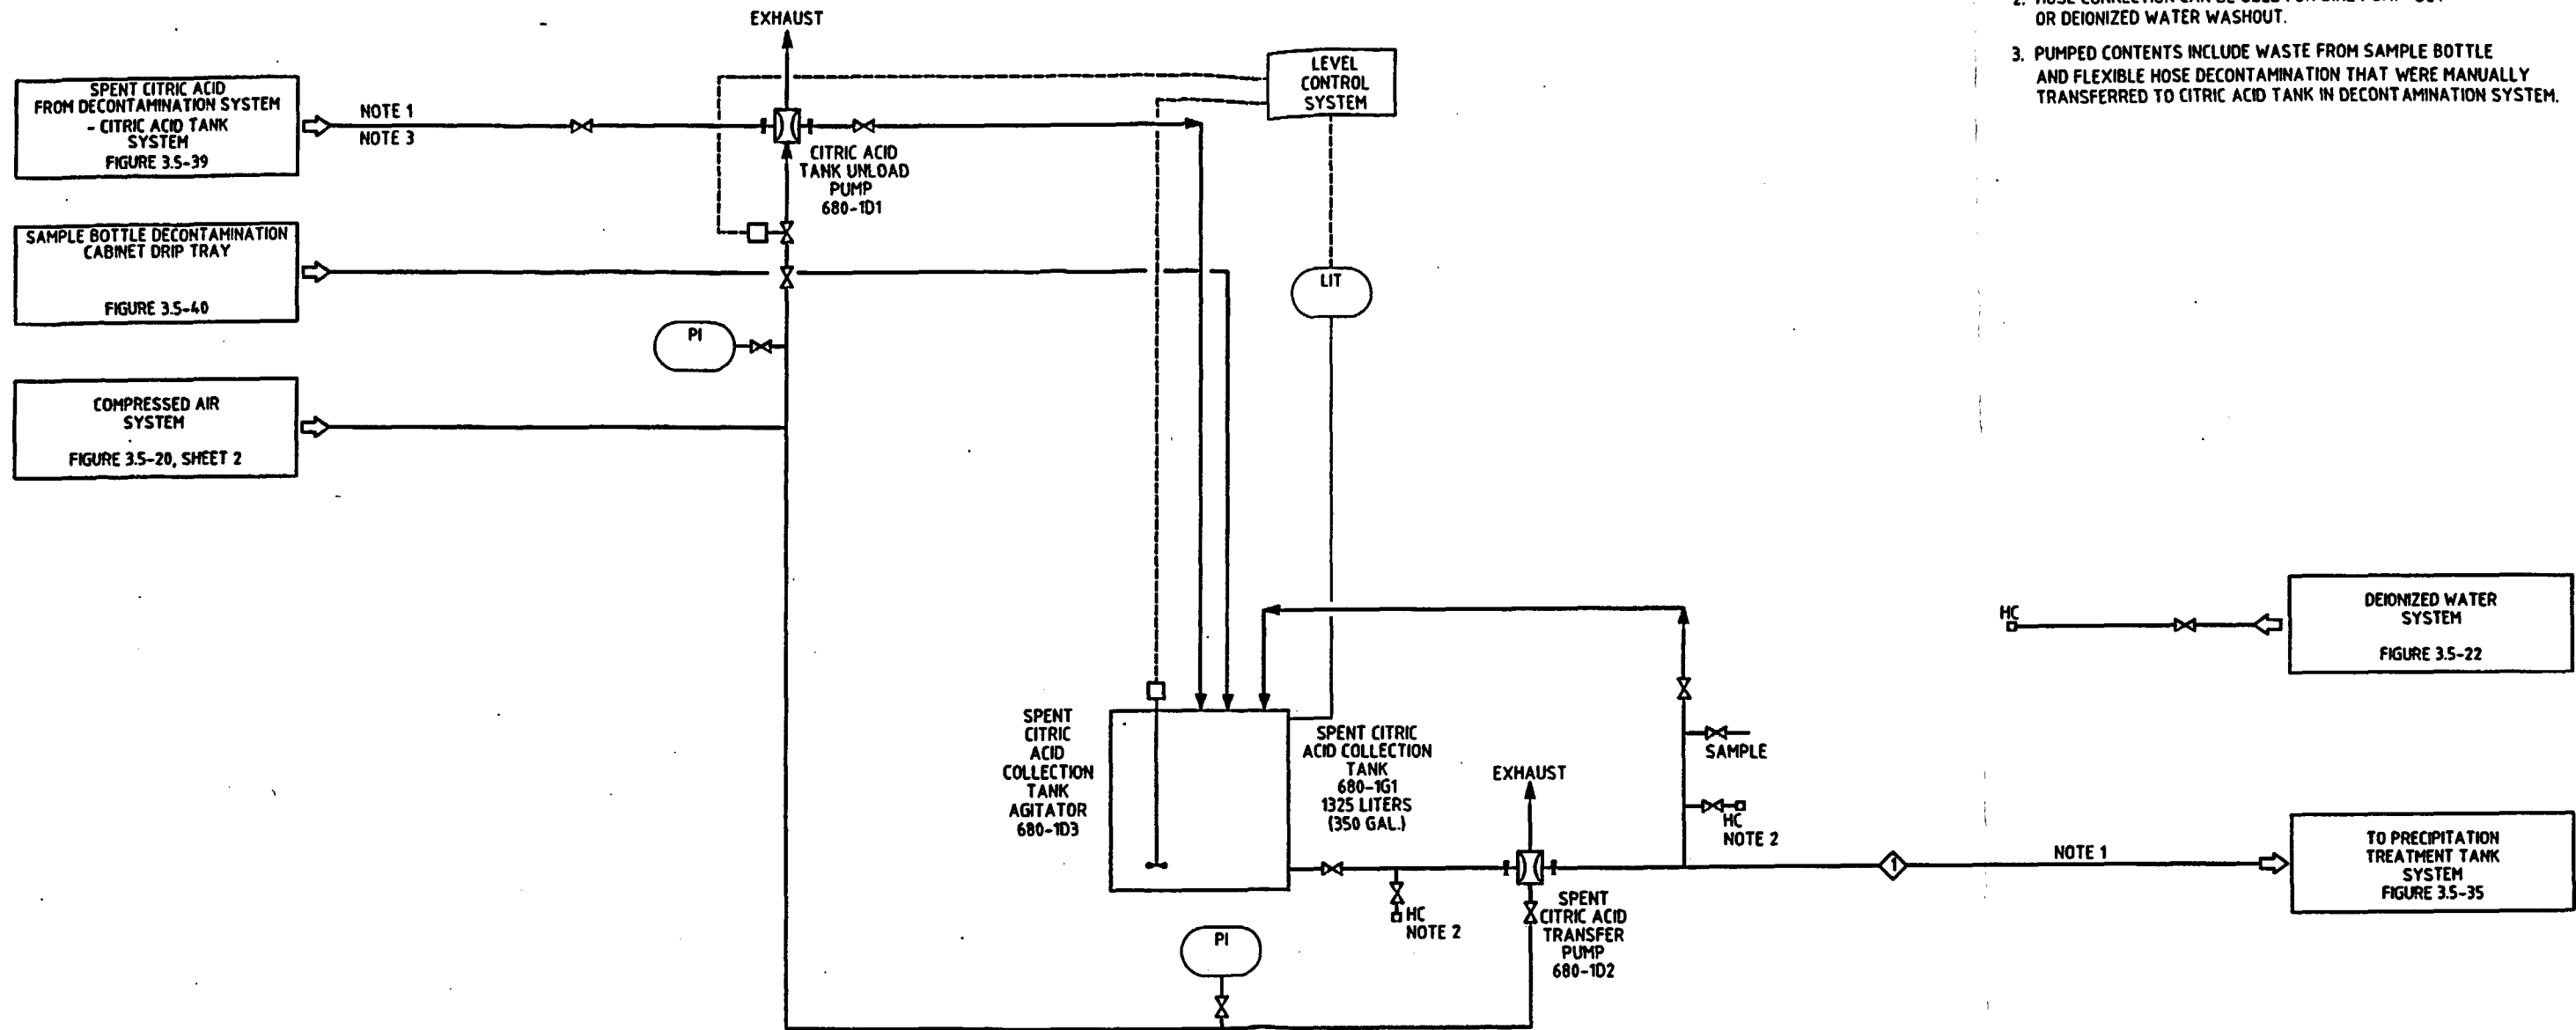 EXHAUST
OR DEIONIZED WATER WASHOUT.
3. PUMPED CONTENTS INCLUDE WASTE FROM SAMPLE BOTTLE
AND FLEXIBLE HOSE DECONTAMINATION THAT WERE MANUALLY
TRANSFERRED TO CITRIC ACID TANK IN DECONTAMINATION SYSTEM.
LEVEL
CONTROL
SYSTEM
SPENT CITRIC ACID
FROM DECONTAMINATION SYSTEM
- CITRIC ACID TANK
SYSTEM
FIGURE 3.5-39
NOTE 1
NOTE 3
CITRIC ACID
TANK UNLOAD
PUMP
680-1D1
SAMPLE BOTTLE DECONTAMINATION
CABINET DRIP TRAY
FIGURE 3.5-40
LIT
PI
COMPRESSED AIR
SYSTEM
FIGURE 3.5-20, SHEET 2
HC
DEIONIZED WATER
SYSTEM
FIGURE 3.5-22
SPENT
CITRIC
ACID
COLLECTION
TANK
AGITATOR
680-1D3
SPENT CITRIC
ACID COLLECTION
TANK
680-1G1
1325 LITERS
(350 GAL.)
SAMPLE
EXHAUST
HC
NOTE 2
1
NOTE 1
TO PRECIPITATION
TREATMENT TANK
SYSTEM
FIGURE 3.5-35
HC
NOTE 2
SPENT
CITRIC ACID
TRANSFER
PUMP
680-1D2
PI